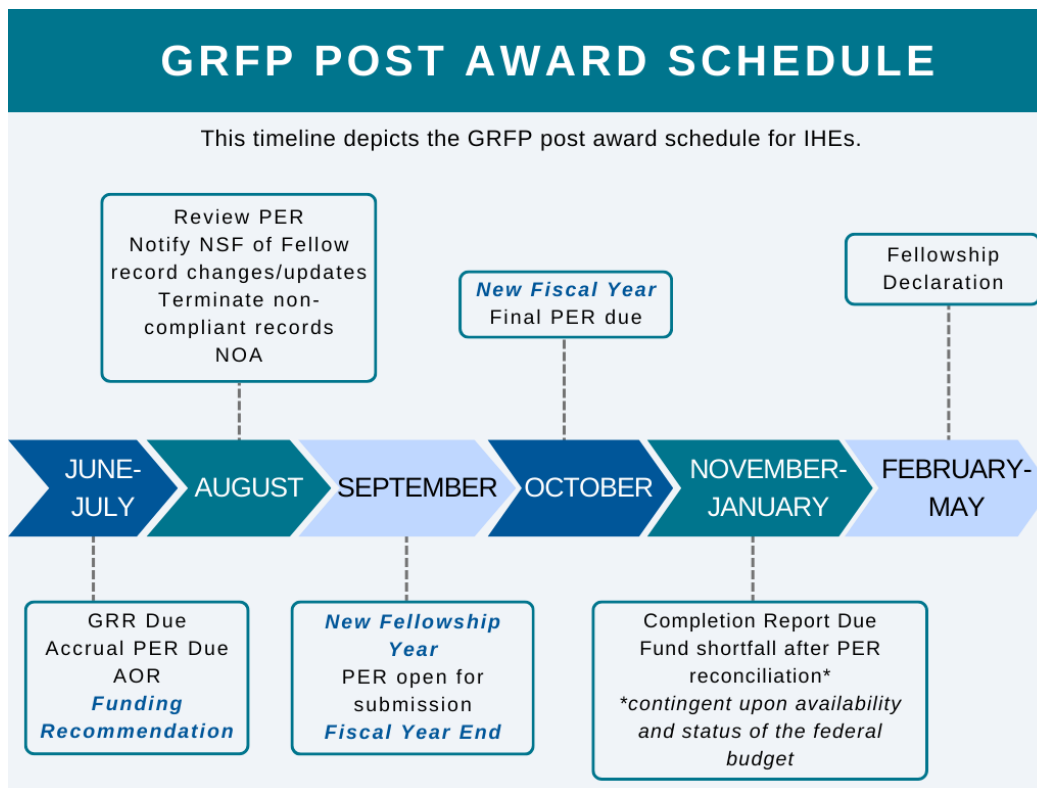 GRFP POST AWARD SCHEDULE
This timeline depicts the GRFP post award schedule for IHEs.
Review PER
Notify NSF of Fellow
record changes/updates
Terminate non-
compliant records
NOA
New Fiscal Year
Final PER due
Fellowship
Declaration
JUNE-
JULY
AUGUST
SEPTEMBER
OCTOBER
NOVEMBER-
JANUARY
FEBRUARY-
MAY
GRR Due
Accrual PER Due
AOR
Funding
Recommendation
New Fellowship
Year
PER open for
submission
Fiscal Year End
Completion Report Due
Fund shortfall after PER
reconciliation*
*contingent upon availability
and status of the federal
budget